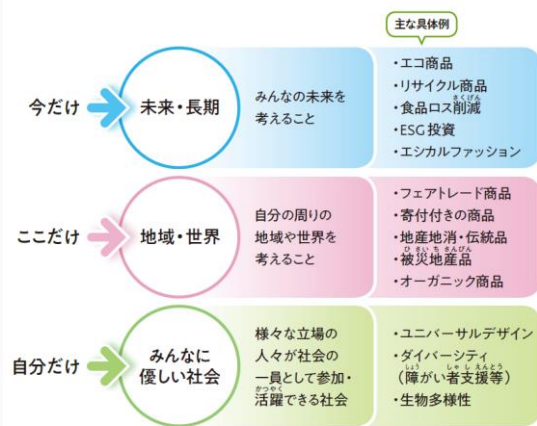 主な具体例
今だけ
未来・長期
みんなの未来を
考えること
・エコ商品
・リサイクル商品
さくげん
・食品ロス削減
・ESG投資
・エシカルファッション
ここだけ
地域・世界
自分の周りの
地域や世界を
考えること
・フェアトレード商品
・寄付付きの商品
・地産地消・伝統品
ひさいちさんぴん
・被災地産品
・オーガニック商品
自分だけ
みんなに
優しい社会
様々な立場の
人々が社会の
一員として参加・
かつやく
活躍できる社会
・ユニバーサルデザイン
・ダイバーシティ
しょう しゃ しえんとう
(障がい者支援等)
・生物多様性